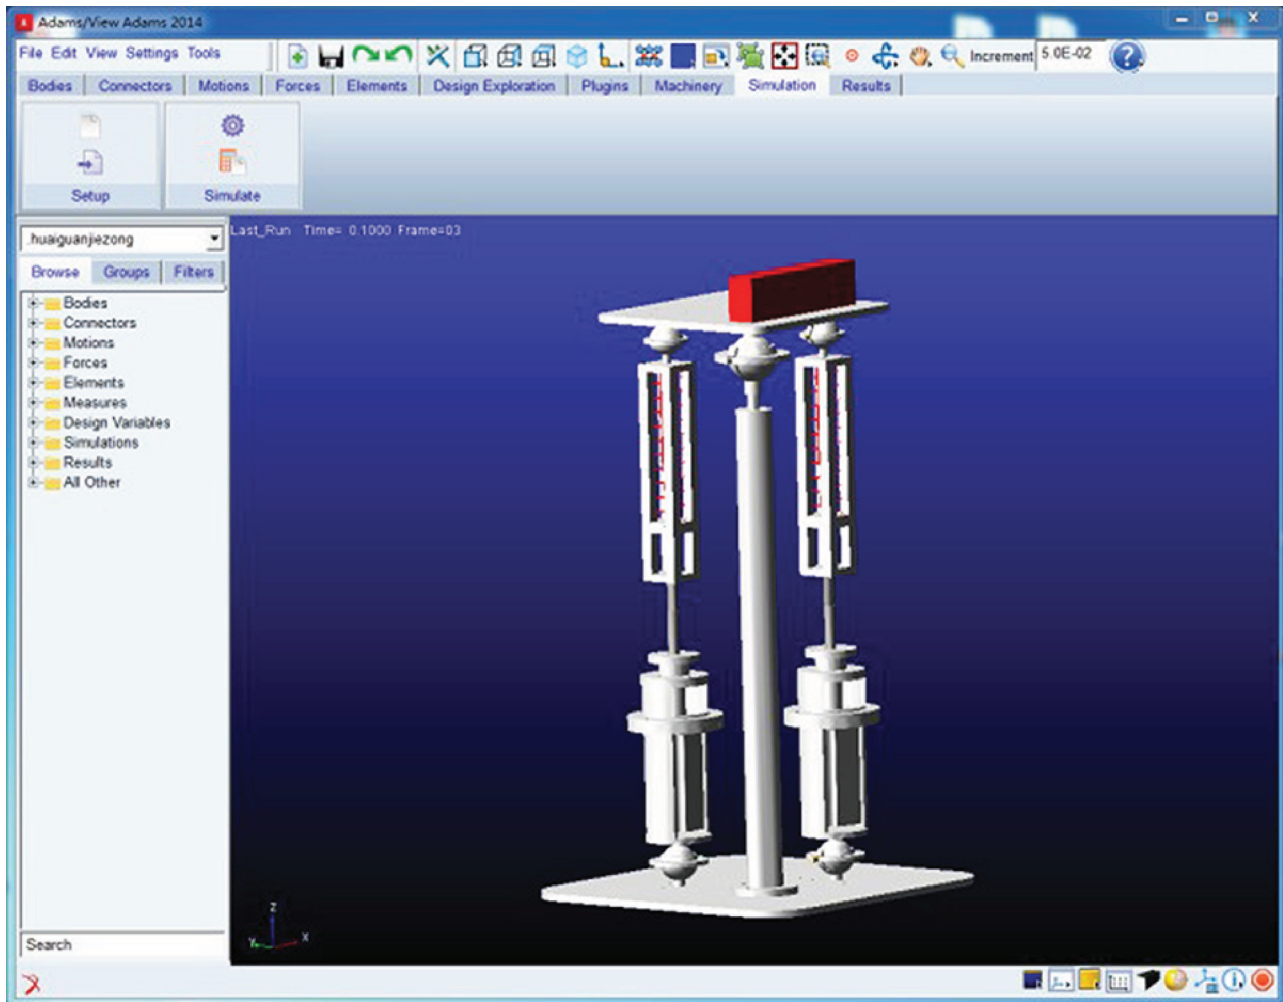 Adams/View Adams 2014
File Edit View Settings Tools
Increment 5.0E-02
Bodies Connectors Motions Forces Elements Design Exploration Plugins Machinery Simulation Results
Setup Simulate
.huaiguanjiezong
Last_Run Time= 0.1000 Frame=03
Browse Groups Filters
Bodies
Connectors
Motions
Forces
Elements
Measures
Design Variables
Simulations
Results
All Other
Z
Y X
Search